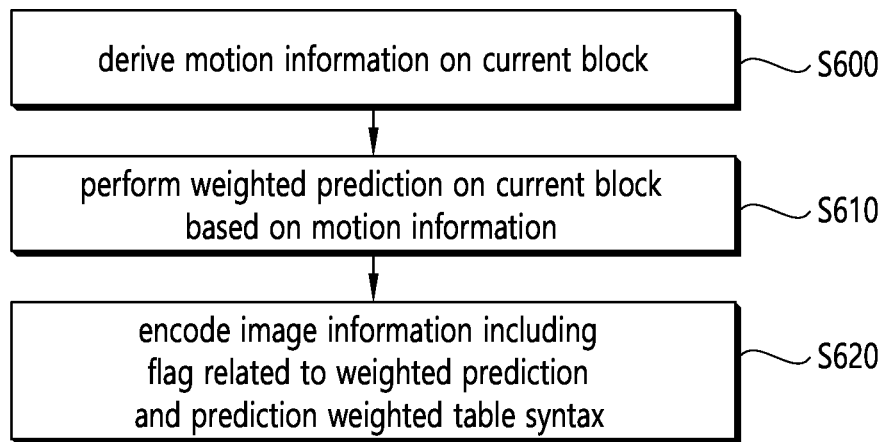 derive motion information on current block
S600
perform weighted prediction on current block
based on motion information
S610
encode image information including
flag related to weighted prediction
and prediction weighted table syntax
S620